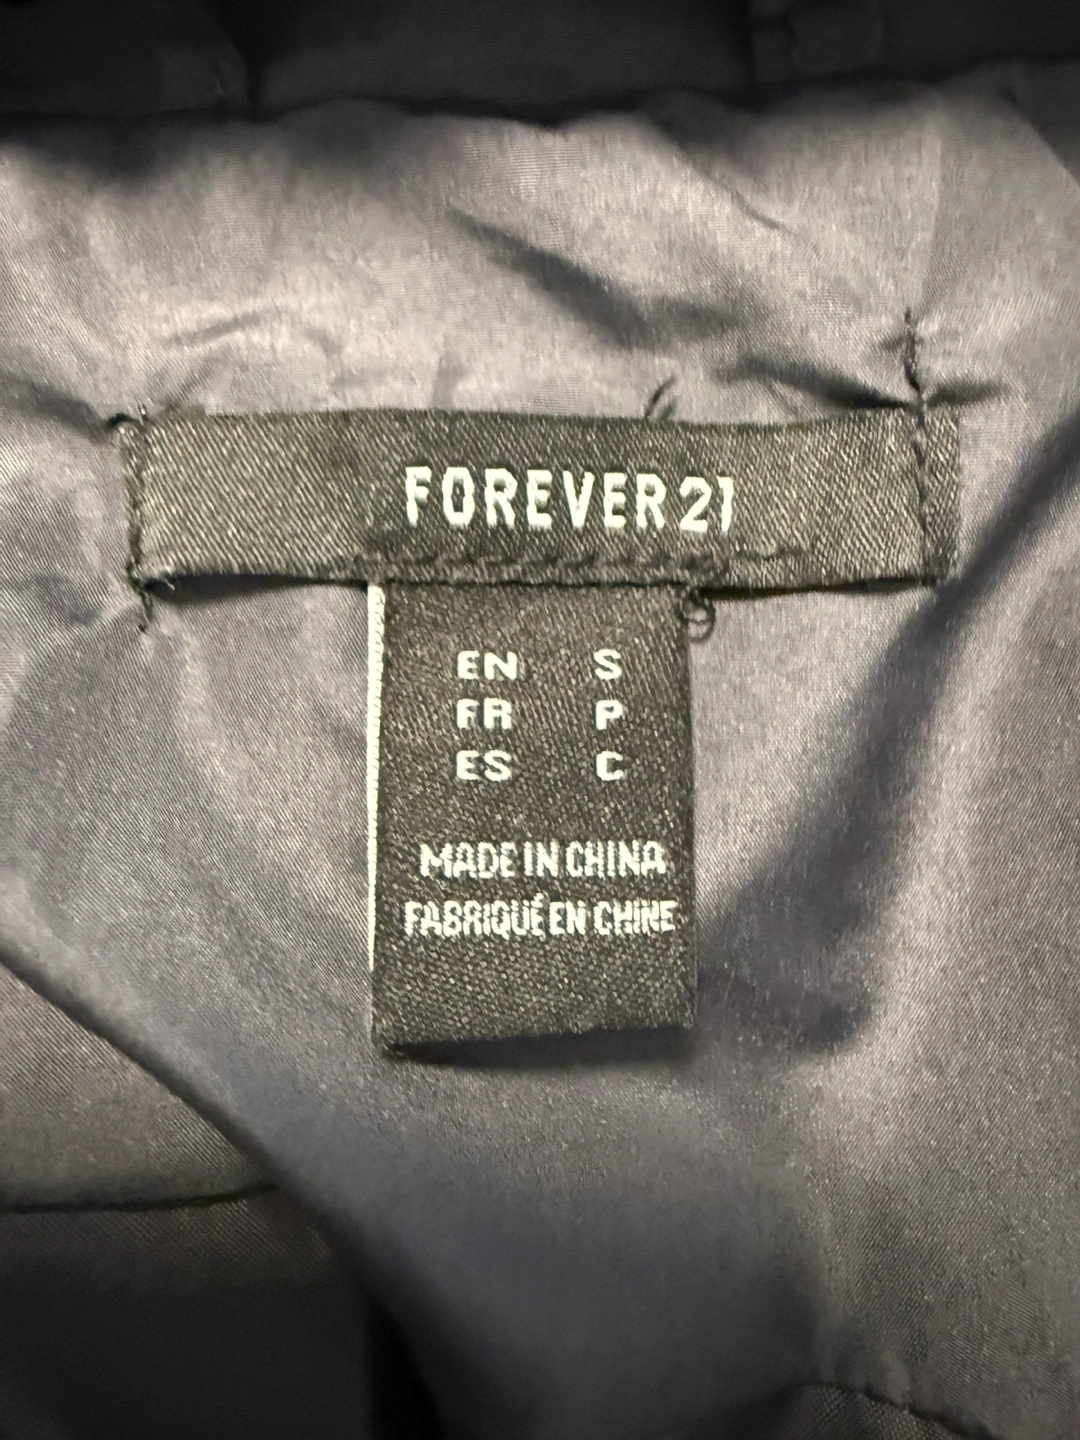 FOREVER 21
EN S
FR P
ES C
MADE IN CHINA
FABRIQUÉ EN CHINE